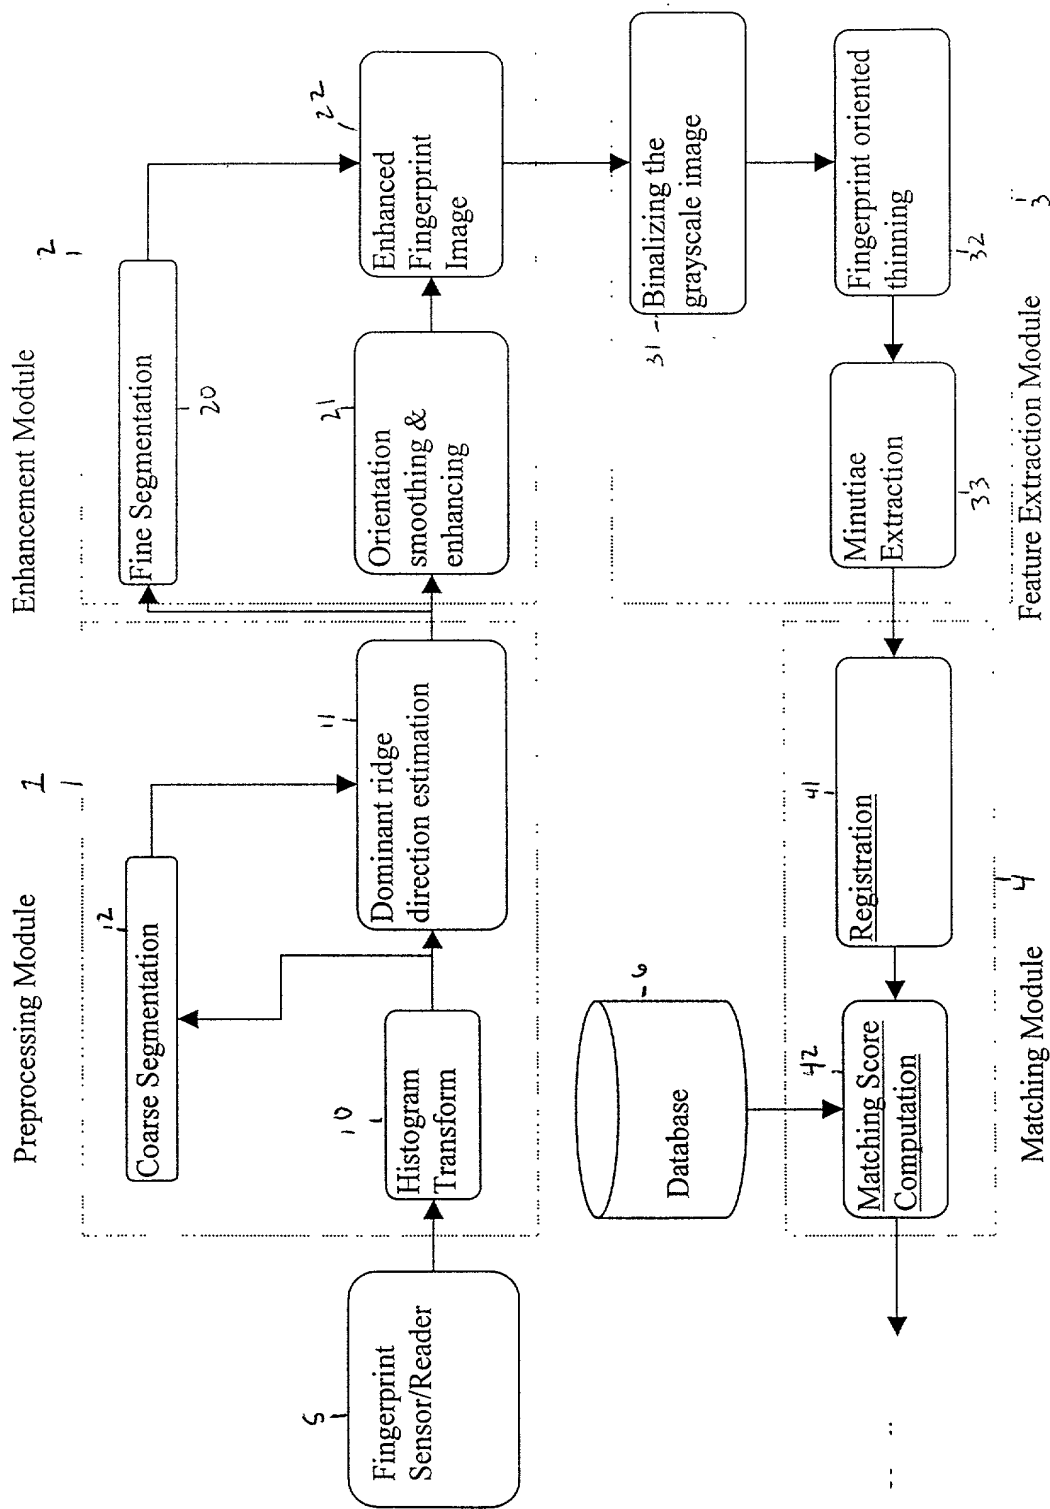 Preprocessing Module
1
Enhancement Module
2
Coarse Segmentation
12
Fine Segmentation
20
5
Fingerprint
Sensor/Reader
10
Histogram
Transform
11
Dominant ridge
direction estimation
21
Orientation
smoothing &
enhancing
22
Enhanced
Fingerprint
Image
6
Database
31
Binalizing the
grayscale image
42
Matching Score
Computation
41
Registration
Minutiae
Extraction
33
Fingerprint oriented
thinning
32
Matching Module
4
Feature Extraction Module
3